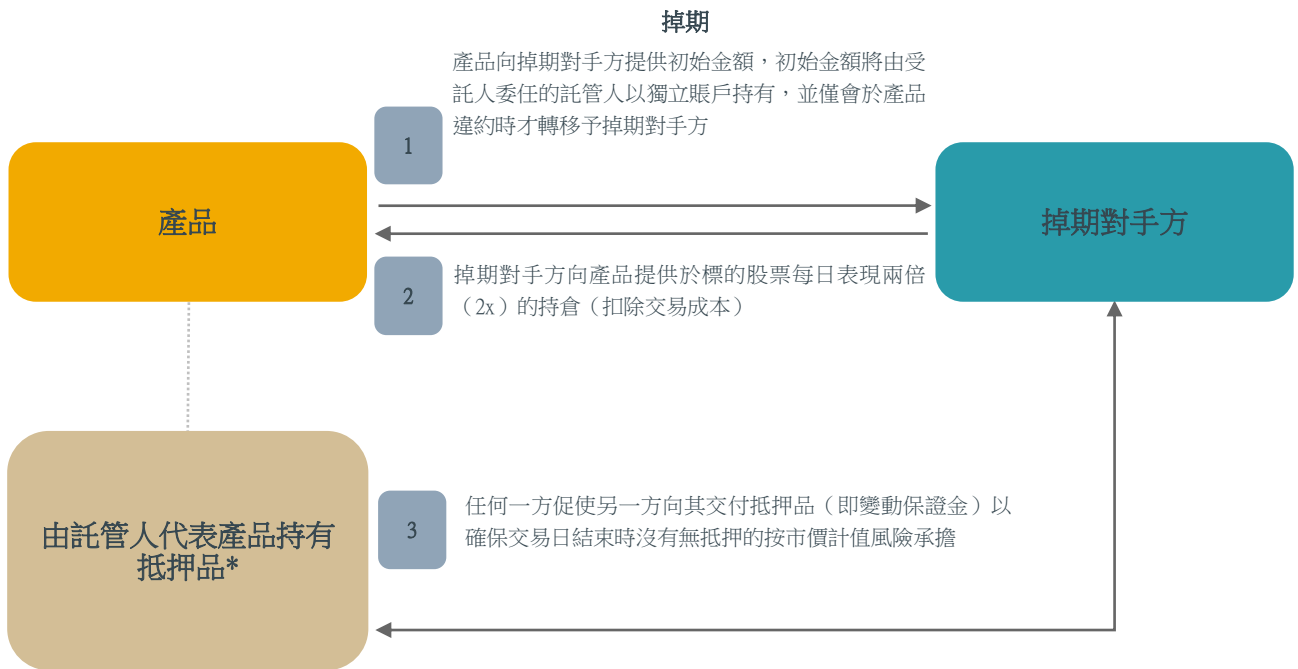 掉期
產品向掉期對手方提供初始金額，初始金額將由受
託人委任的託管人以獨立賬戶持有，並僅會於產品
違約時才轉移予掉期對手方
1
產品
掉期對手方
2
掉期對手方向產品提供於標的股票每日表現兩倍
（2x）的持倉（扣除交易成本）
由託管人代表產品持有
抵押品*
3
任何一方促使另一方向其交付抵押品（即變動保證金）以
確保交易日結束時沒有無抵押的按市價計值風險承擔